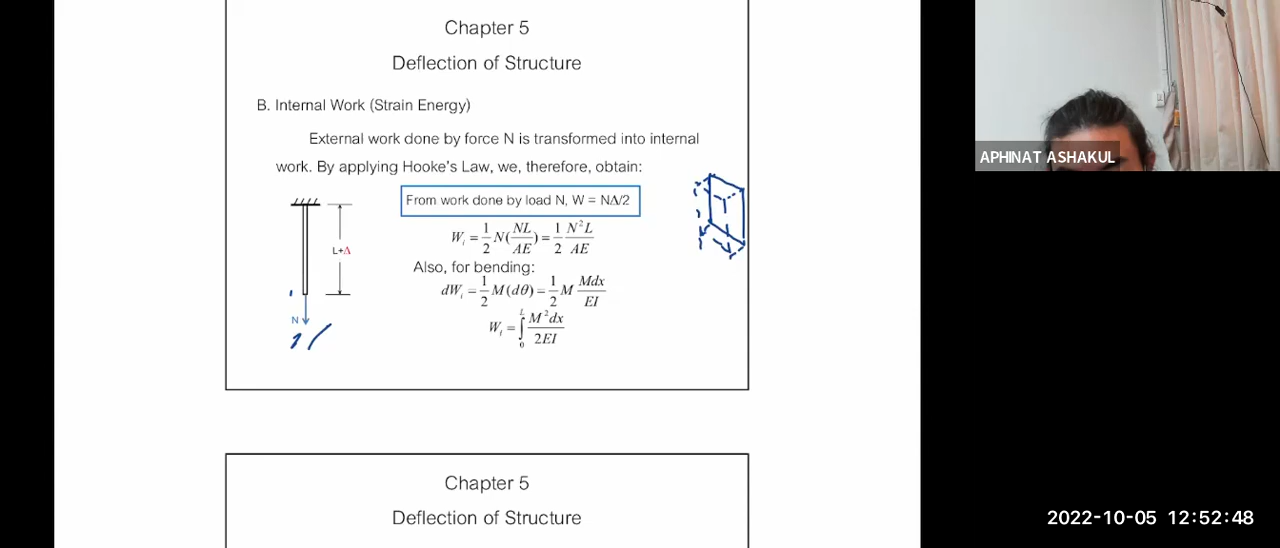 Chapter 5
Deflection of Structure
B. Internal Work (Strain Energy)
External work done by force N is transformed into internal
work. By applying Hooke's Law, we, therefore, obtain:
From work done by load N, W = NΔ/2
W_i = 1/2 N(NL/AE) = 1/2 N²L/AE
Also, for bending:
dW_i = 1/2 M(dθ) = 1/2 M Mdx/EI
W_i = ∫₀ᴸ M²dx/2EI
L+Δ
N
APHINAT ASHAKUL
Chapter 5
Deflection of Structure
2022-10-05 12:52:48